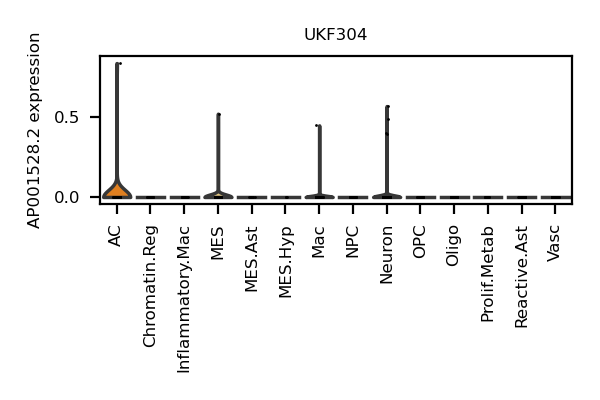 UKF304
AP001528.2 expression
0.5
0.0
AC
Chromatin.Reg
Inflammatory.Mac
MES
MES.Ast
MES.Hyp
Mac
NPC
Neuron
OPC
Oligo
Prolif.Metab
Reactive.Ast
Vasc